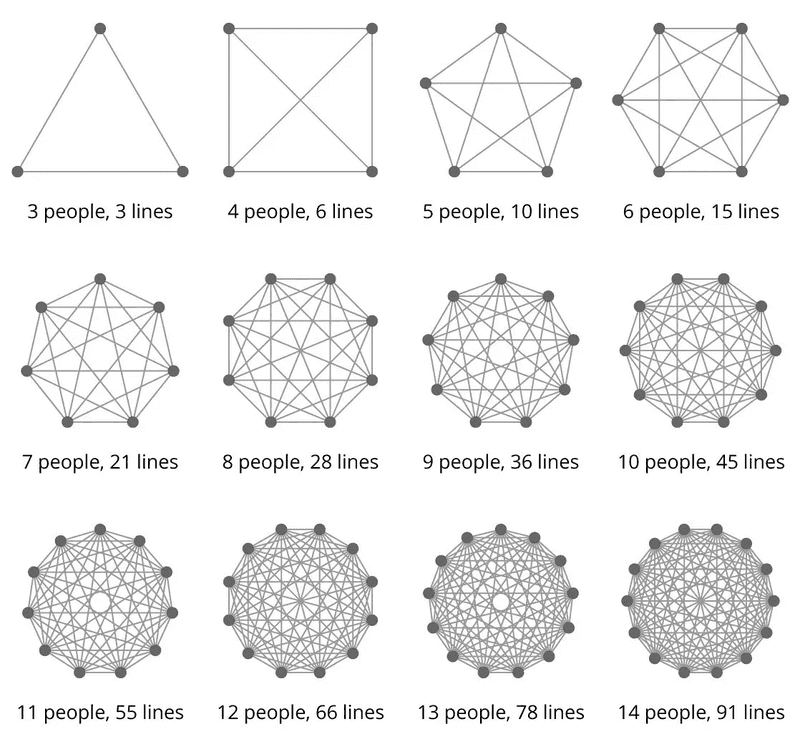 3 people, 3 lines
4 people, 6 lines
5 people, 10 lines
6 people, 15 lines
7 people, 21 lines
8 people, 28 lines
9 people, 36 lines
10 people, 45 lines
11 people, 55 lines
12 people, 66 lines
13 people, 78 lines
14 people, 91 lines